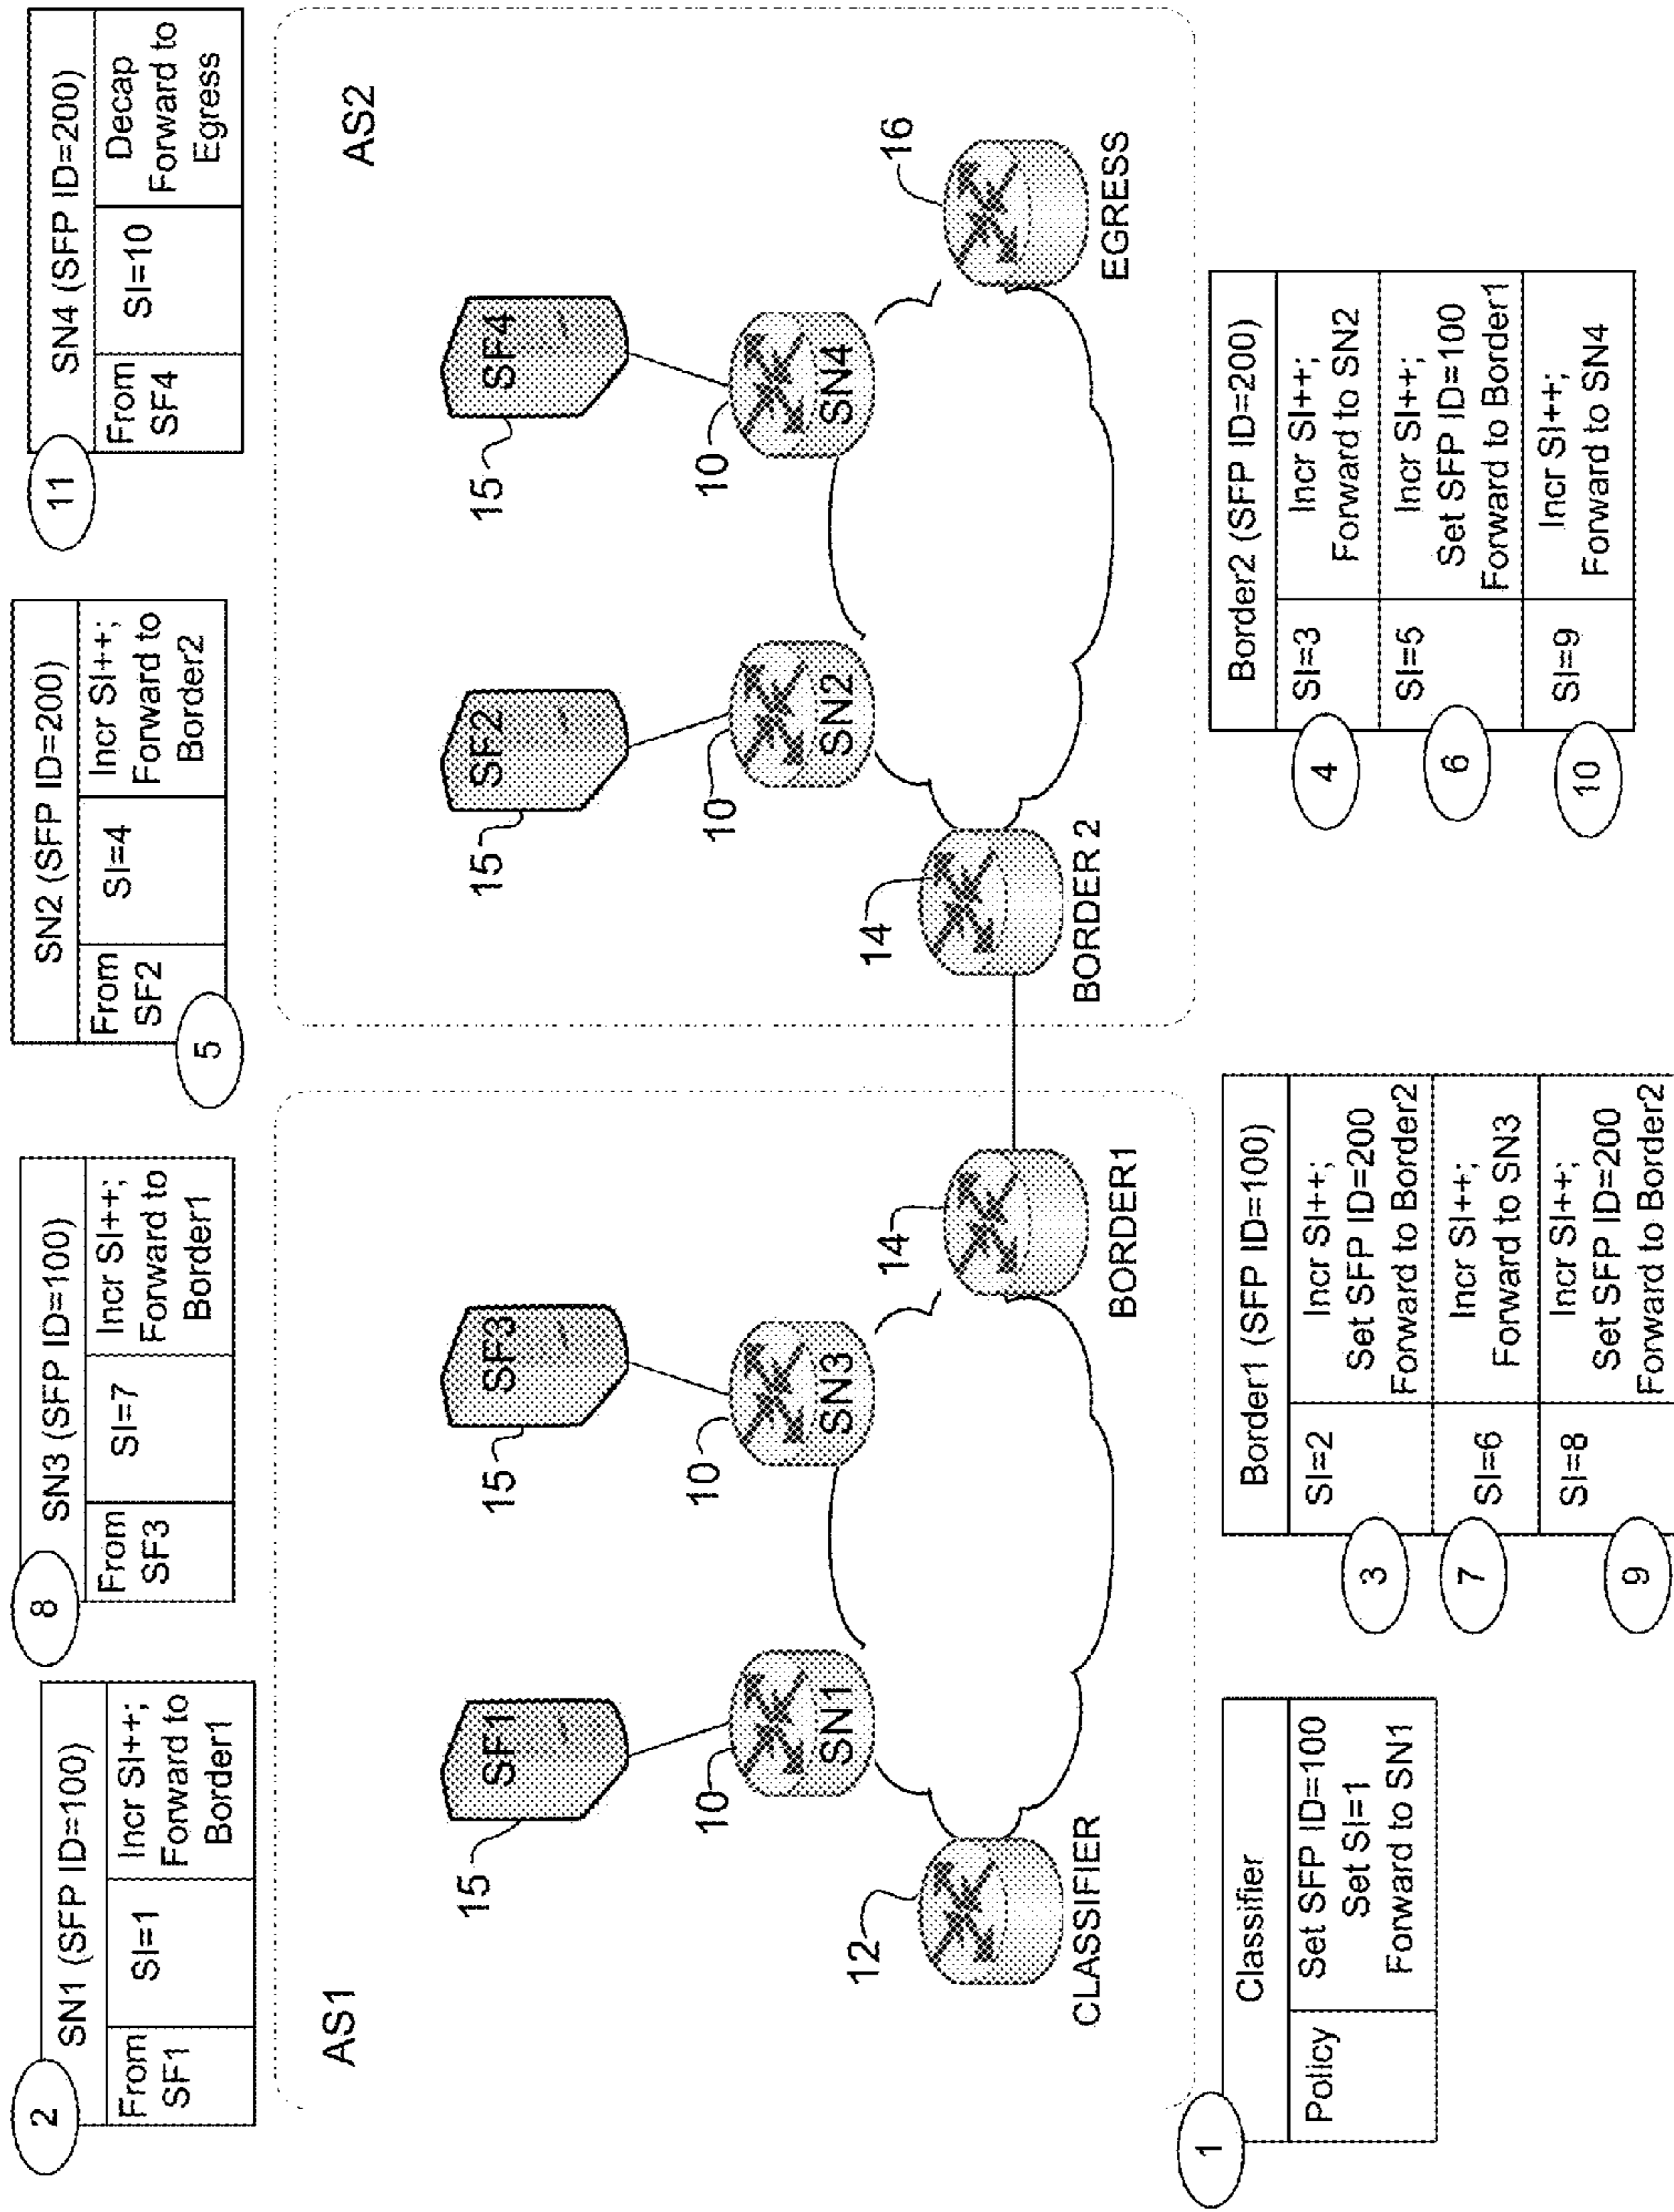 2
SN1 (SFP ID=100)
From
SF1
SI=1
Incr SI++;
Forward to
Border1
8
SN3 (SFP ID=100)
From
SF3
SI=7
Incr SI++;
Forward to
Border1
5
SN2 (SFP ID=200)
From
SF2
SI=4
Incr SI++;
Forward to
Border2
11
SN4 (SFP ID=200)
From
SF4
SI=10
Decap
Forward to
Egress
AS1
15
SF1
10
SN1
15
SF3
10
SN3
12
CLASSIFIER
14
BORDER1
AS2
15
SF2
10
SN2
15
SF4
10
SN4
14
BORDER 2
16
EGRESS
1
Classifier
Policy
Set SFP ID=100
Set SI=1
Forward to SN1
Border1 (SFP ID=100)
3
SI=2
Incr SI++;
Set SFP ID=200
Forward to Border2
7
SI=6
Incr SI++;
Forward to SN3
9
SI=8
Incr SI++;
Set SFP ID=200
Forward to Border2
Border2 (SFP ID=200)
4
SI=3
Incr SI++;
Forward to SN2
6
SI=5
Incr SI++;
Set SFP ID=100
Forward to Border1
10
SI=9
Incr SI++;
Forward to SN4